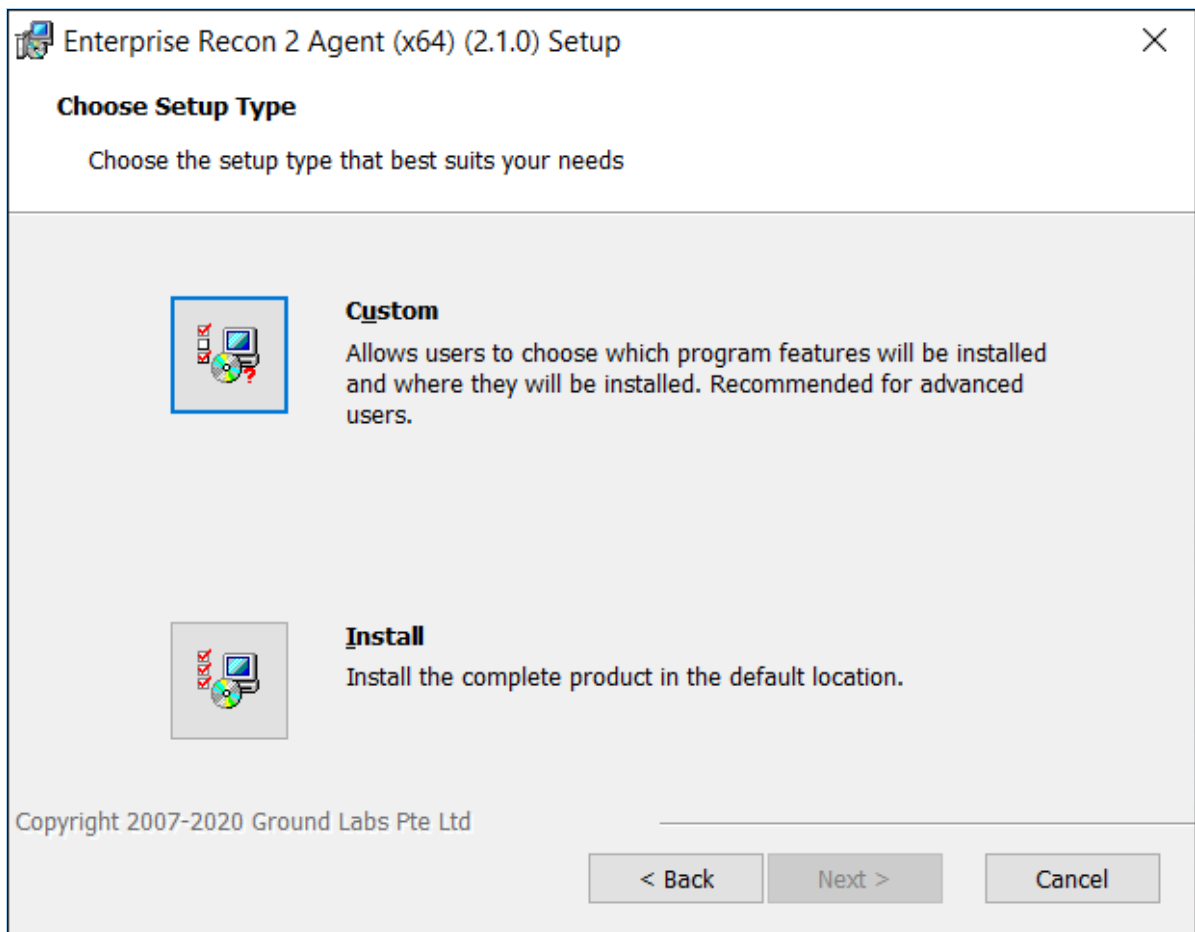 Enterprise Recon 2 Agent (x64) (2.1.0) Setup
Choose Setup Type
Choose the setup type that best suits your needs
Custom
Allows users to choose which program features will be installed
and where they will be installed. Recommended for advanced
users.
Install
Install the complete product in the default location.
Copyright 2007-2020 Ground Labs Pte Ltd
< Back
Next >
Cancel